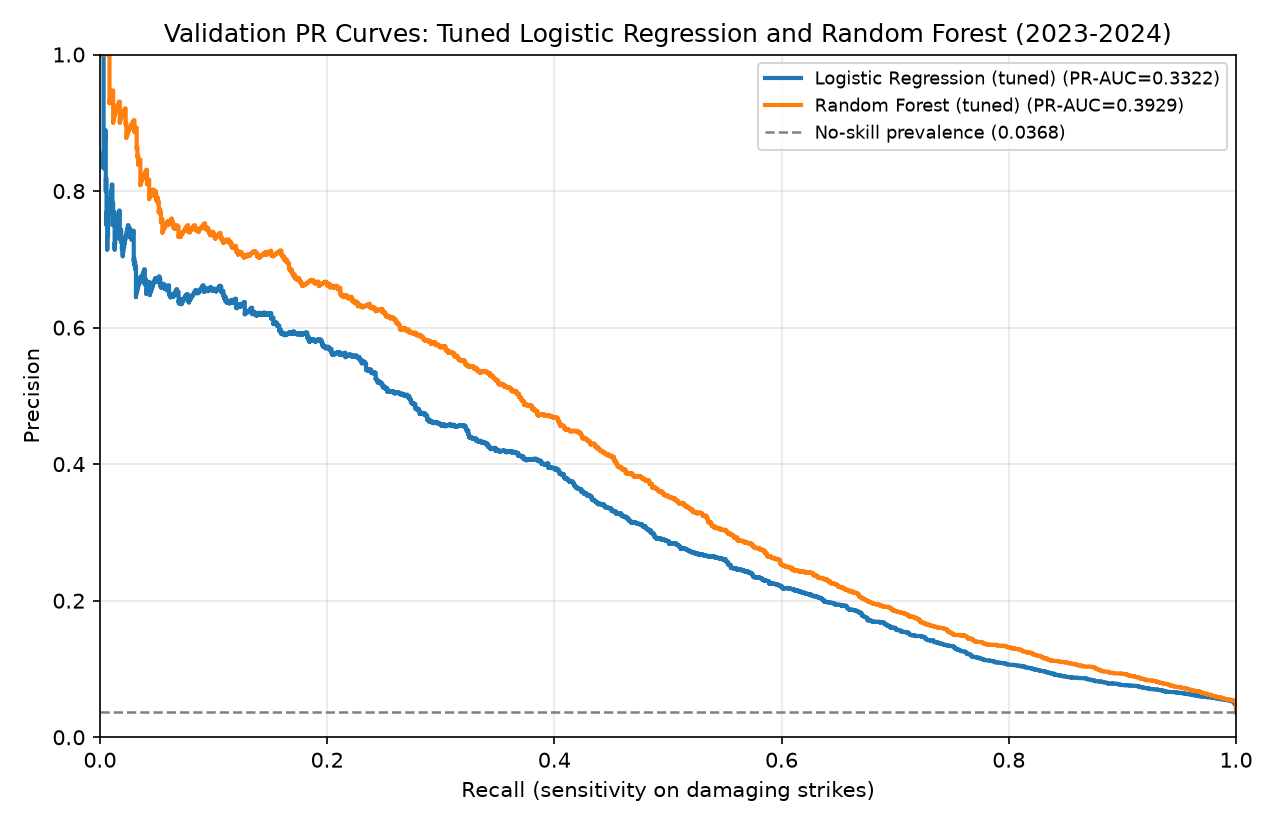 Validation PR Curves: Tuned Logistic Regression and Random Forest (2023-2024)
Logistic Regression (tuned) (PR-AUC=0.3322)
Random Forest (tuned) (PR-AUC=0.3929)
No-skill prevalence (0.0368)
Precision
1.0
0.8
0.6
0.4
0.2
0.0
0.0 0.2 0.4 0.6 0.8 1.0
Recall (sensitivity on damaging strikes)